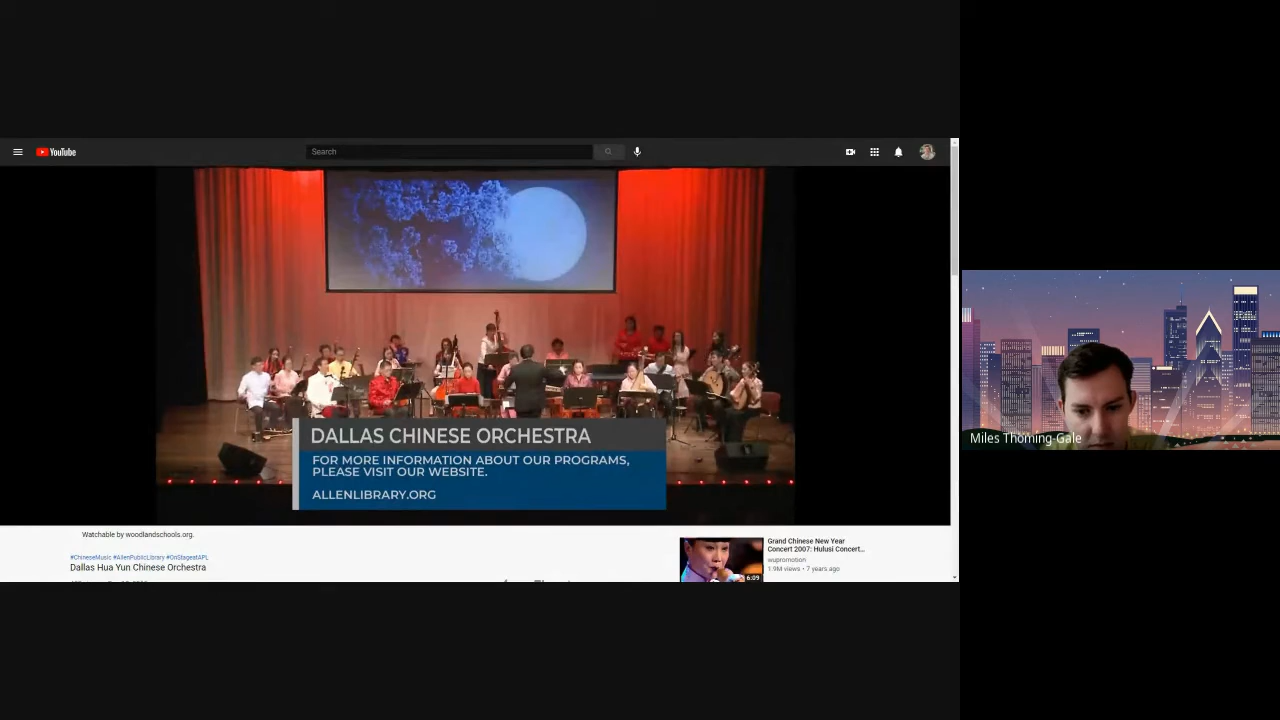 YouTube
Search
DALLAS CHINESE ORCHESTRA
FOR MORE INFORMATION ABOUT OUR PROGRAMS,
PLEASE VISIT OUR WEBSITE.
ALLENLIBRARY.ORG
Watchable by woodlandschools.org.
#ChineseMusic #AllenPublicLibrary #OnStageatAPL
Dallas Hua Yun Chinese Orchestra
Grand Chinese New Year
Concert 2007: Hulusi Concert...
wupromotion
1.9M views • 7 years ago
6:09
Miles Thoming-Gale